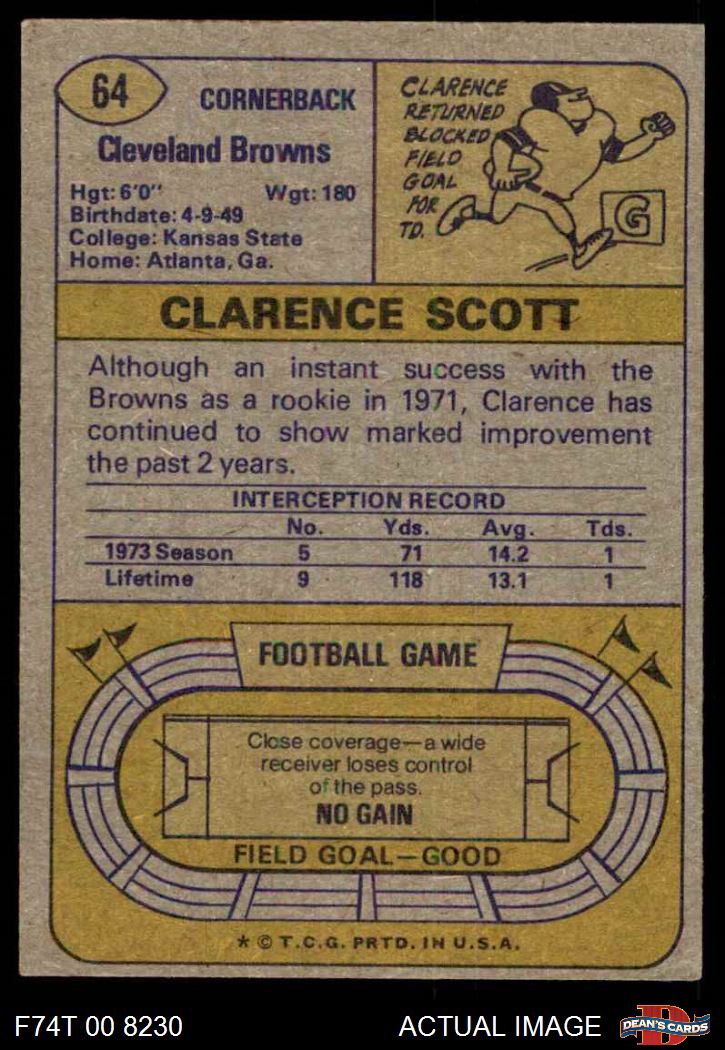 64
CORNERBACK
Cleveland Browns
Hgt: 6'0" Wgt: 180
Birthdate: 4-9-49
College: Kansas State
Home: Atlanta, Ga.
CLARENCE
RETURNED
BLOCKED
FIELD
GOAL
FOR
TD.
G
CLARENCE SCOTT
Although an instant success with the
Browns as a rookie in 1971, Clarence has
continued to show marked improvement
the past 2 years.
INTERCEPTION RECORD
No. Yds. Avg. Tds.
1973 Season 5 71 14.2 1
Lifetime 9 118 13.1 1
FOOTBALL GAME
Close coverage—a wide
receiver loses control
of the pass.
NO GAIN
FIELD GOAL—GOOD
* © T.C.G. PRTD. IN U.S.A.
F74T 00 8230 ACTUAL IMAGE
D
DEAN'S CARDS